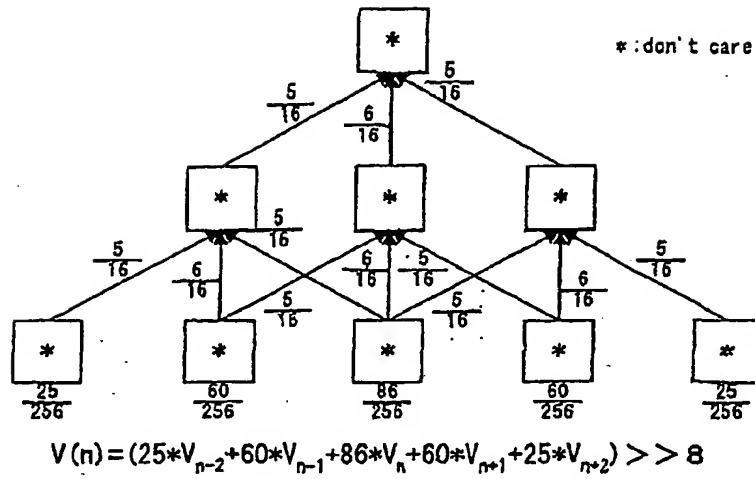 *
* :don't care
5/16
5/16
6/16
* * *
5/16
5/16 5/16
6/16 6/16 5/16 6/16
5/16 5/16
* * * * *
25/256 60/256 86/256 60/256 25/256
V(n)=(25*V_{n-2}+60*V_{n-1}+86*V_n+60*V_{n+1}+25*V_{n+2})>>8